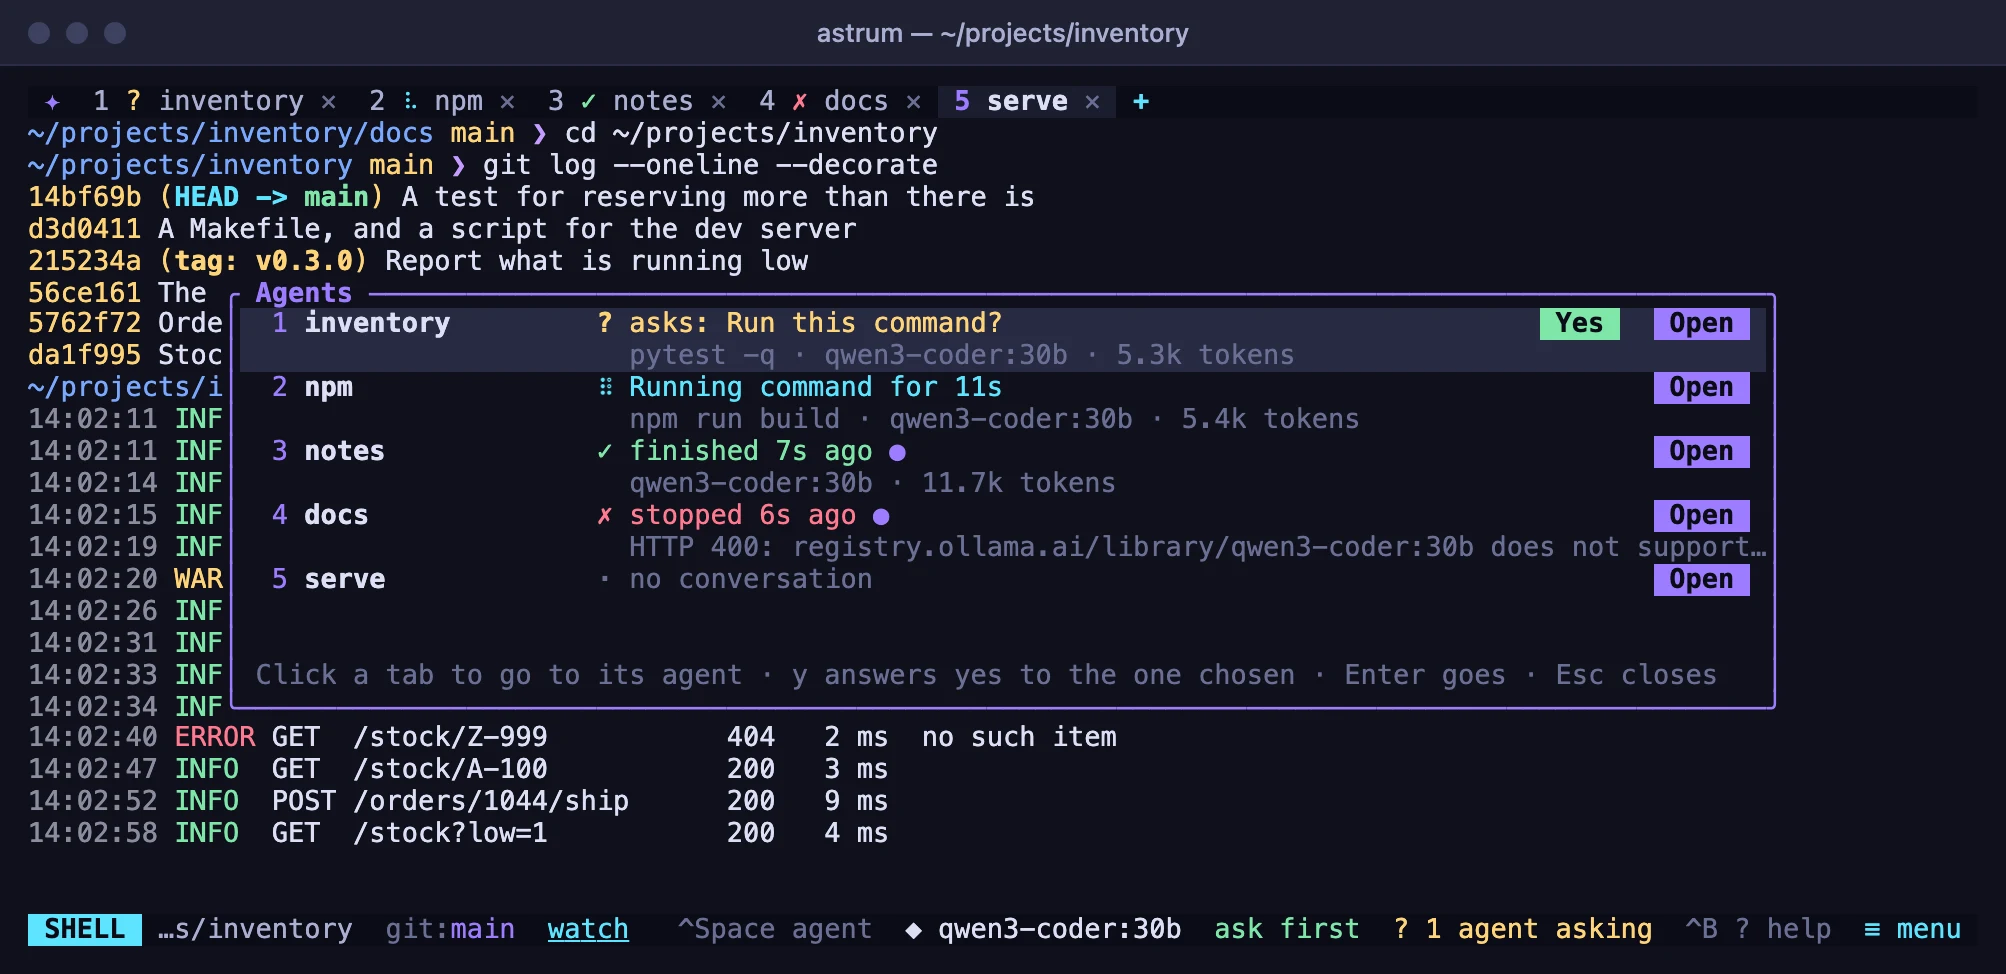 astrum — ~/projects/inventory
✦ 1 ? inventory × 2 npm × 3 ✓ notes × 4 ✗ docs × 5 serve × +
~/projects/inventory/docs main ❯ cd ~/projects/inventory
~/projects/inventory main ❯ git log --oneline --decorate
14bf69b (HEAD -> main) A test for reserving more than there is
d3d0411 A Makefile, and a script for the dev server
215234a (tag: v0.3.0) Report what is running low
56ce161 The Agents
5762f72 Orde 1 inventory ? asks: Run this command? Yes Open
da1f995 Stoc pytest -q · qwen3-coder:30b · 5.3k tokens
~/projects/i 2 npm ⠿ Running command for 11s Open
14:02:11 INF npm run build · qwen3-coder:30b · 5.4k tokens
14:02:11 INF 3 notes ✓ finished 7s ago ● Open
14:02:14 INF qwen3-coder:30b · 11.7k tokens
14:02:15 INF 4 docs ✗ stopped 6s ago ● Open
14:02:19 INF HTTP 400: registry.ollama.ai/library/qwen3-coder:30b does not support…
14:02:20 WAR 5 serve · no conversation Open
14:02:26 INF
14:02:31 INF
14:02:33 INF Click a tab to go to its agent · y answers yes to the one chosen · Enter goes · Esc closes
14:02:34 INF
14:02:40 ERROR GET /stock/Z-999 404 2 ms no such item
14:02:47 INFO GET /stock/A-100 200 3 ms
14:02:52 INFO POST /orders/1044/ship 200 9 ms
14:02:58 INFO GET /stock?low=1 200 4 ms
SHELL …s/inventory git:main watch ^Space agent ◆ qwen3-coder:30b ask first ? 1 agent asking ^B ? help ≡ menu